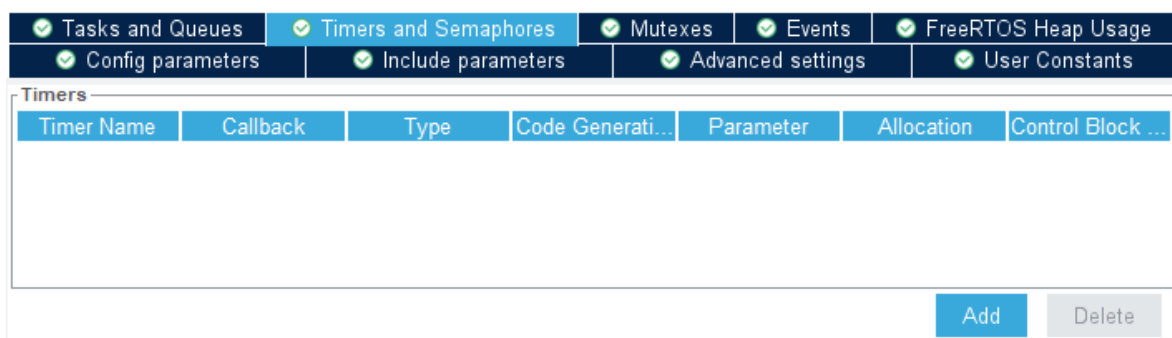 Tasks and Queues Timers and Semaphores Mutexes Events FreeRTOS Heap Usage
Config parameters Include parameters Advanced settings User Constants
Timers
Timer Name Callback Type Code Generati... Parameter Allocation Control Block ...
Add Delete